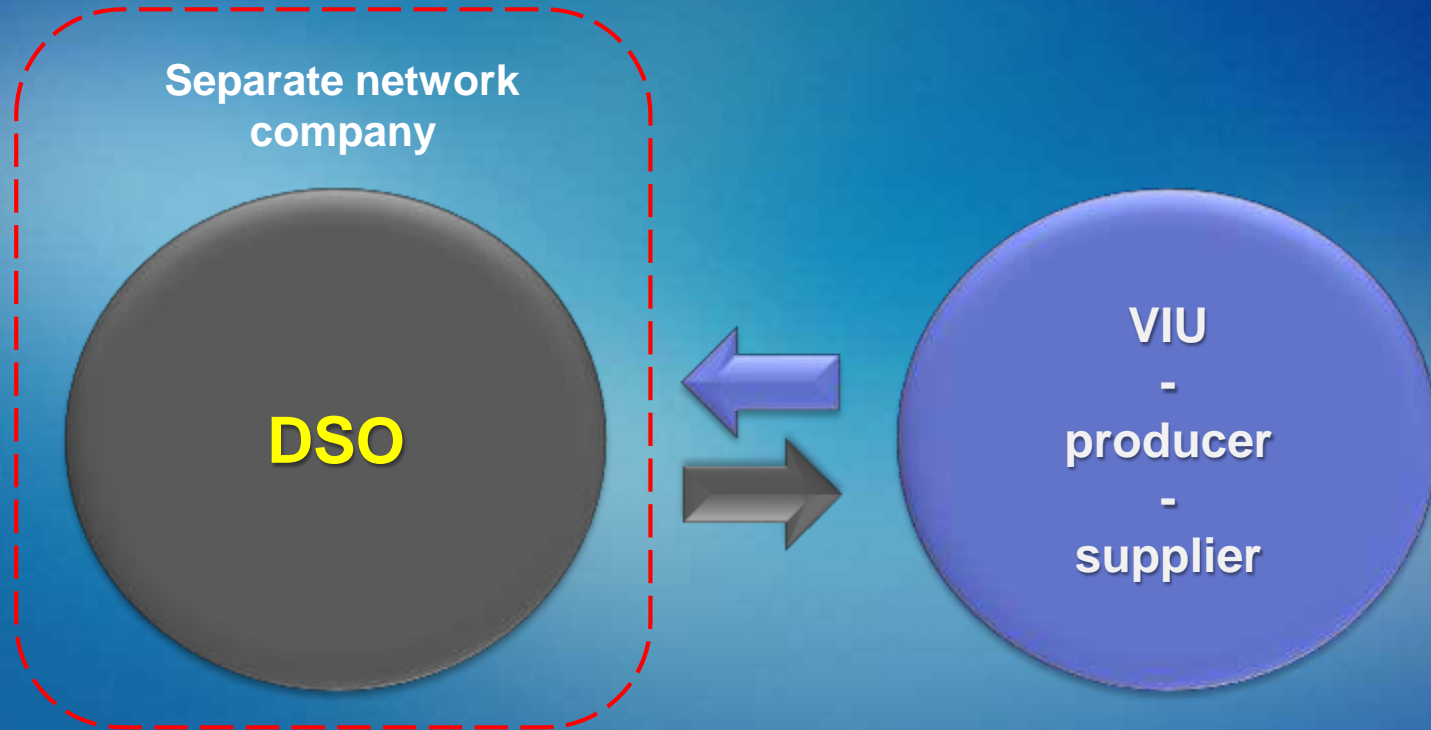 Separate network
company
DSO
VIU
-
producer
-
supplier